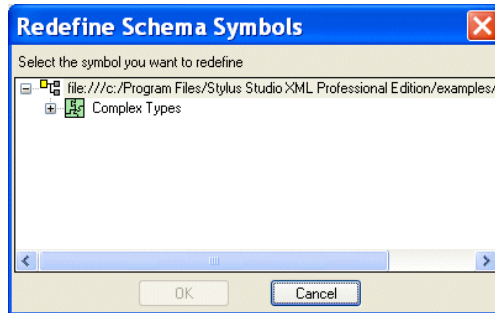 Redefine Schema Symbols
Select the symbol you want to redefine
file:///c:/Program Files/Stylus Studio XML Professional Edition/examples/
Complex Types
OK
Cancel